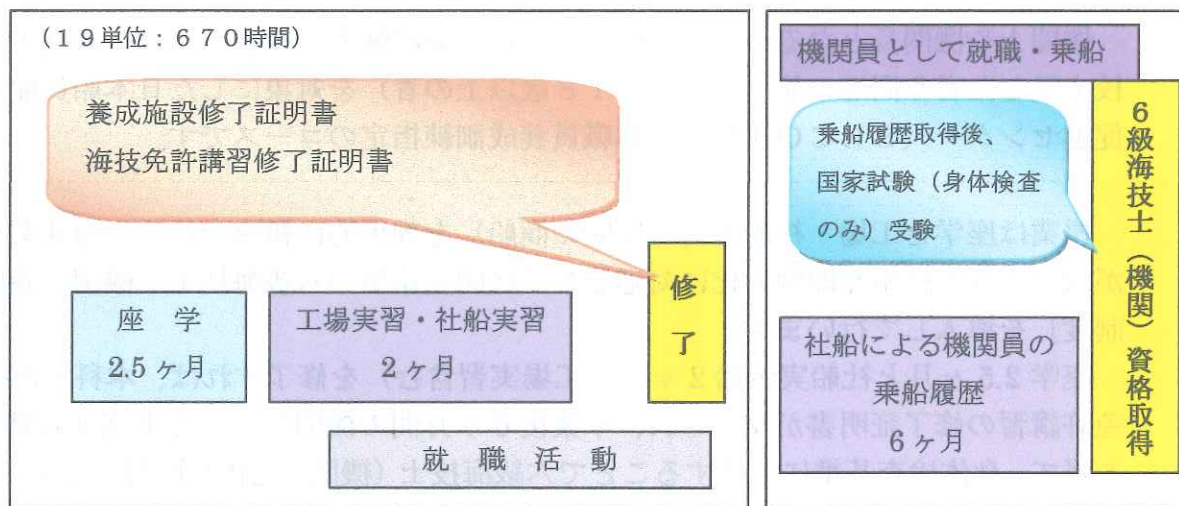 （１９単位：６７０時間）
養成施設修了証明書
海技免許講習修了証明書
修了
座　学
2.5 ヶ月
工場実習・社船実習
2 ヶ月
就　職　活　動
機関員として就職・乗船
乗船履歴取得後、
国家試験（身体検査
のみ）受験
社船による機関員の
乗船履歴
6 ヶ月
６級海技士（機関）資格取得